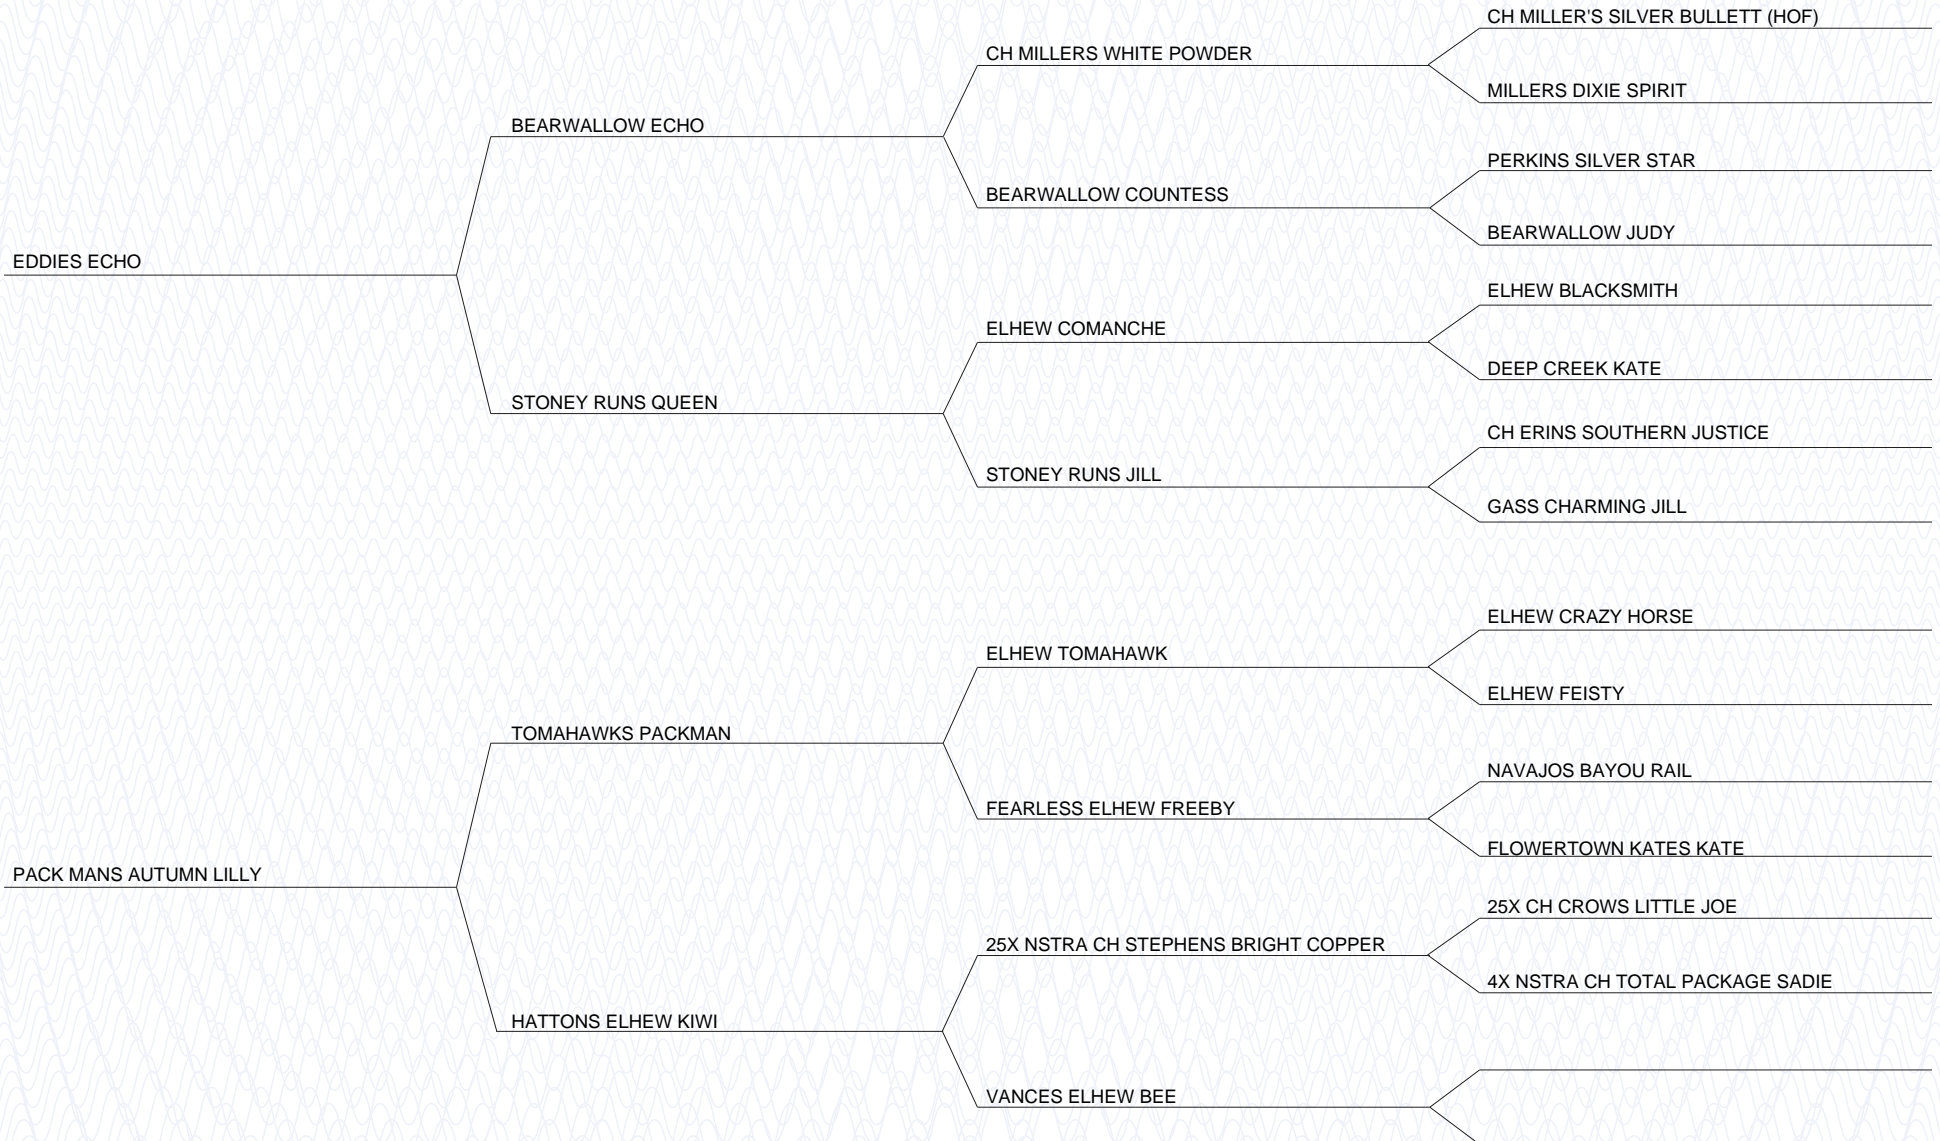 CH MILLER'S SILVER BULLETT (HOF)
CH MILLERS WHITE POWDER
MILLERS DIXIE SPIRIT
BEARWALLOW ECHO
PERKINS SILVER STAR
BEARWALLOW COUNTESS
BEARWALLOW JUDY
EDDIES ECHO
ELHEW BLACKSMITH
ELHEW COMANCHE
DEEP CREEK KATE
STONEY RUNS QUEEN
CH ERINS SOUTHERN JUSTICE
STONEY RUNS JILL
GASS CHARMING JILL
ELHEW CRAZY HORSE
ELHEW TOMAHAWK
ELHEW FEISTY
TOMAHAWKS PACKMAN
NAVAJOS BAYOU RAIL
FEARLESS ELHEW FREEBY
FLOWERTOWN KATES KATE
PACK MANS AUTUMN LILLY
25X CH CROWS LITTLE JOE
25X NSTRA CH STEPHENS BRIGHT COPPER
4X NSTRA CH TOTAL PACKAGE SADIE
HATTONS ELHEW KIWI
VANCES ELHEW BEE